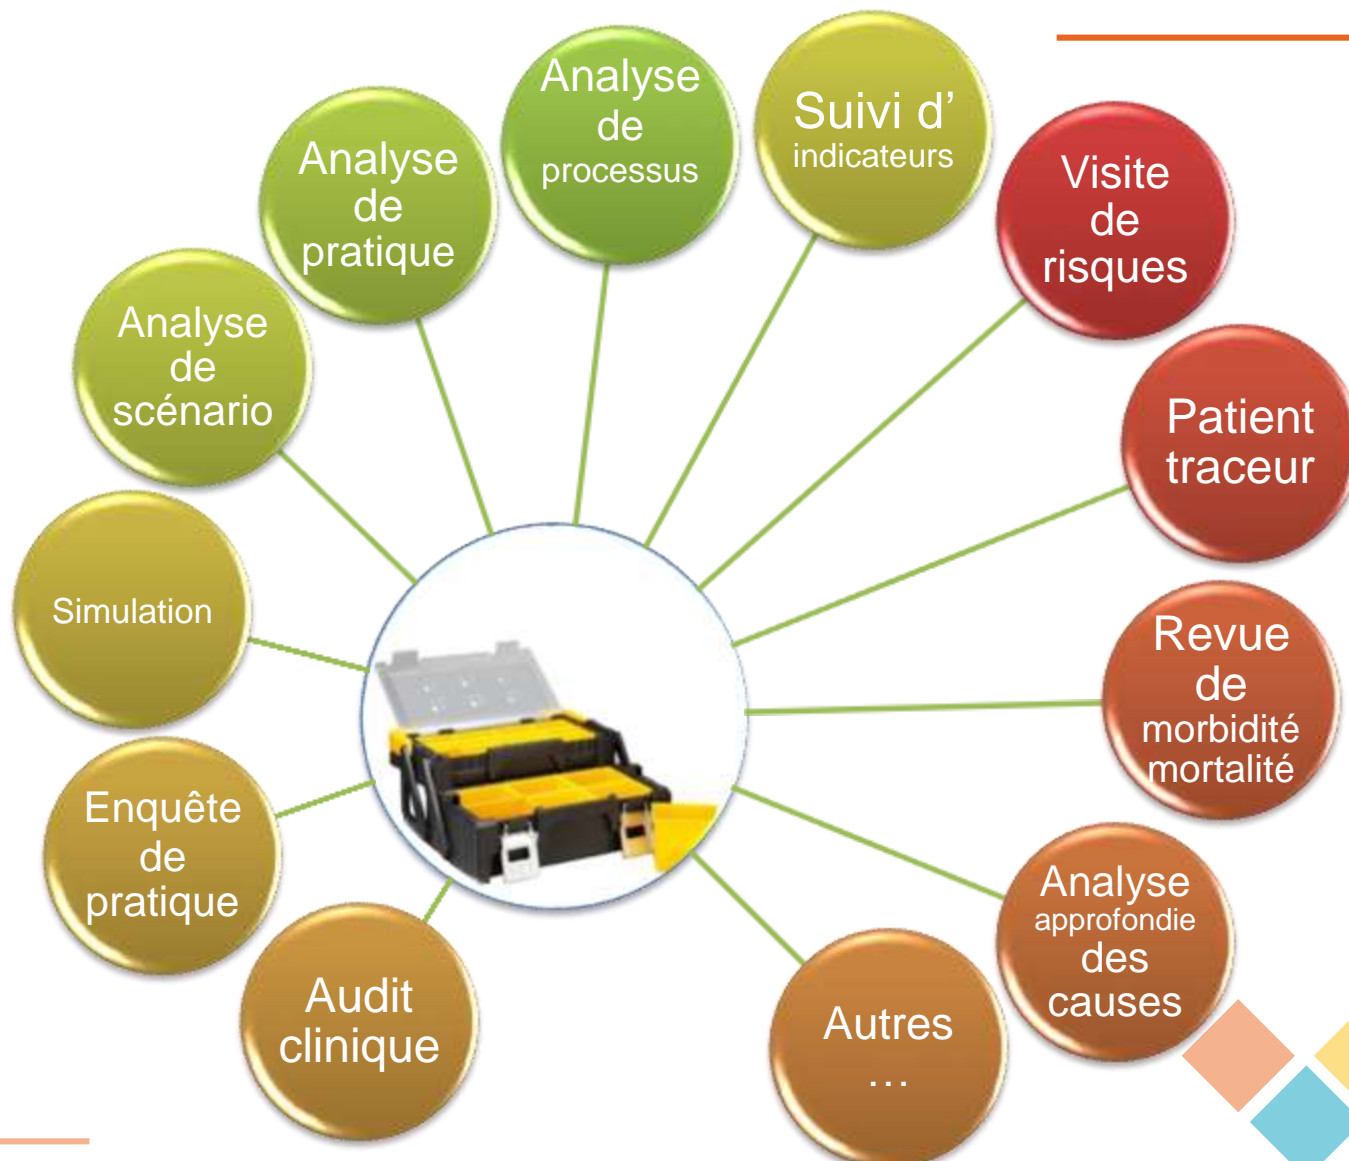 Analyse
de
processus
Suivi d’
indicateurs
Analyse
de
pratique
Visite
de
risques
Analyse
de
scénario
Patient
traceur
Simulation
Revue
de
morbidité
mortalité
Enquête
de
pratique
Analyse
approfondie
des
causes
Audit
clinique
Autres
…